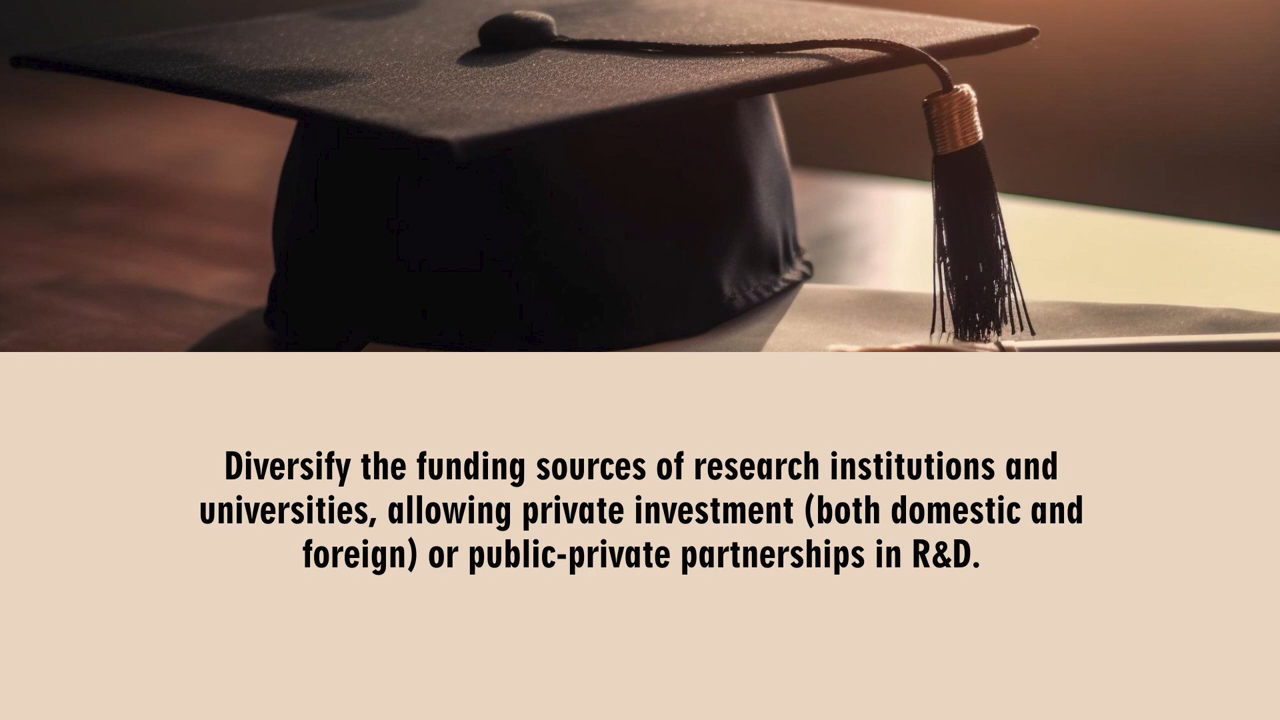 Diversify the funding sources of research institutions and
universities, allowing private investment (both domestic and
foreign) or public-private partnerships in R&D.